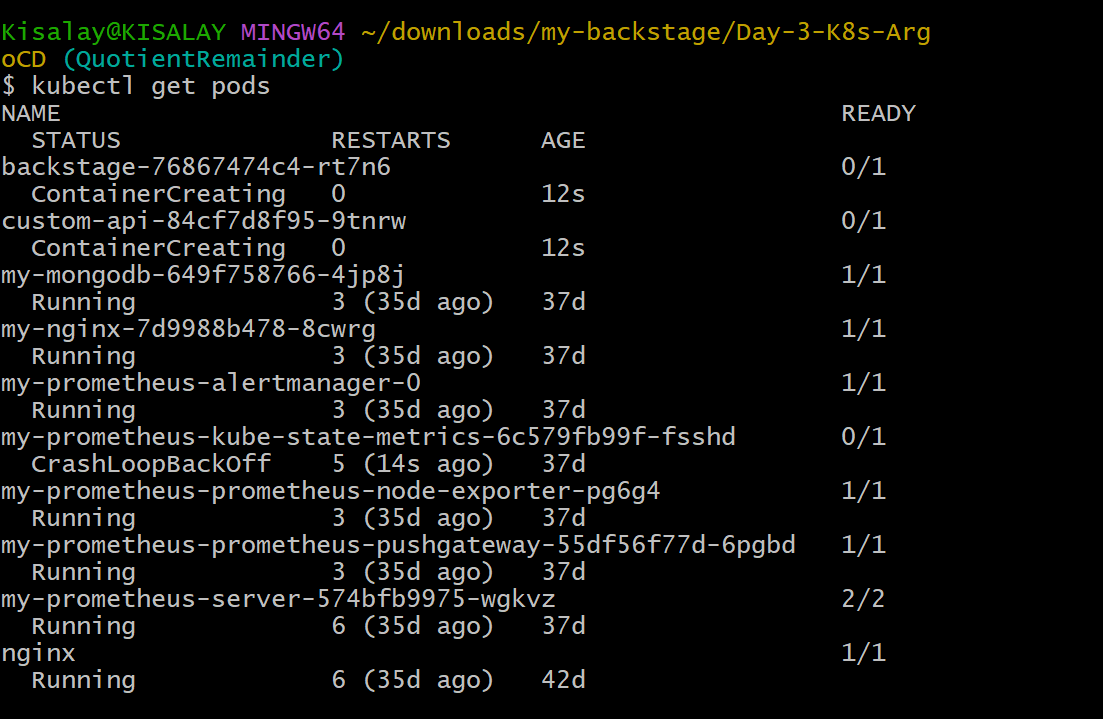 Kisalay@KISALAY MINGW64 ~/downloads/my-backstage/Day-3-K8s-Arg
oCD (QuotientRemainder)
$ kubectl get pods
NAME                                                    READY
  STATUS              RESTARTS      AGE
backstage-76867474c4-rt7n6                              0/1
  ContainerCreating   0             12s
custom-api-84cf7d8f95-9tnrw                             0/1
  ContainerCreating   0             12s
my-mongodb-649f758766-4jp8j                             1/1
  Running             3 (35d ago)   37d
my-nginx-7d9988b478-8cwrg                               1/1
  Running             3 (35d ago)   37d
my-prometheus-alertmanager-0                            1/1
  Running             3 (35d ago)   37d
my-prometheus-kube-state-metrics-6c579fb99f-fsshd       0/1
  CrashLoopBackOff    5 (14s ago)   37d
my-prometheus-prometheus-node-exporter-pg6g4            1/1
  Running             3 (35d ago)   37d
my-prometheus-prometheus-pushgateway-55df56f77d-6pgbd   1/1
  Running             3 (35d ago)   37d
my-prometheus-server-574bfb9975-wgkvz                   2/2
  Running             6 (35d ago)   37d
nginx                                                   1/1
  Running             6 (35d ago)   42d